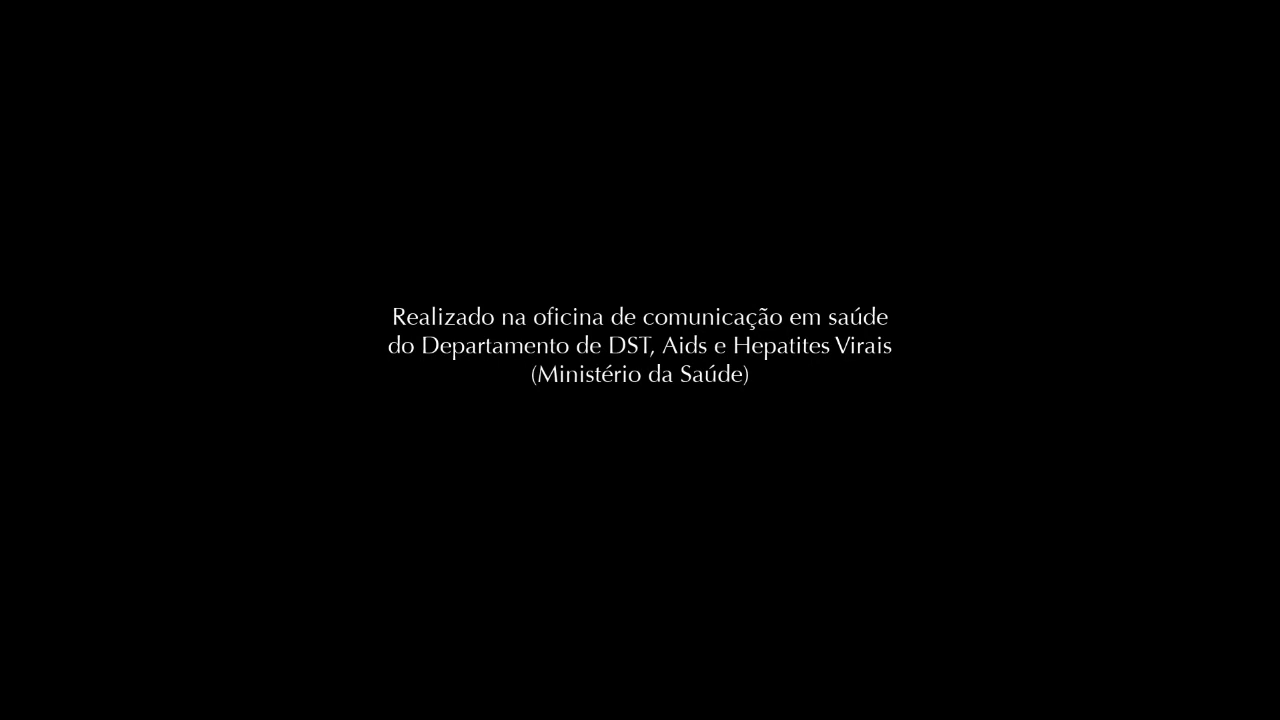 Realizado na oficina de comunicação em saúde
do Departamento de DST, Aids e Hepatites Virais
(Ministério da Saúde)